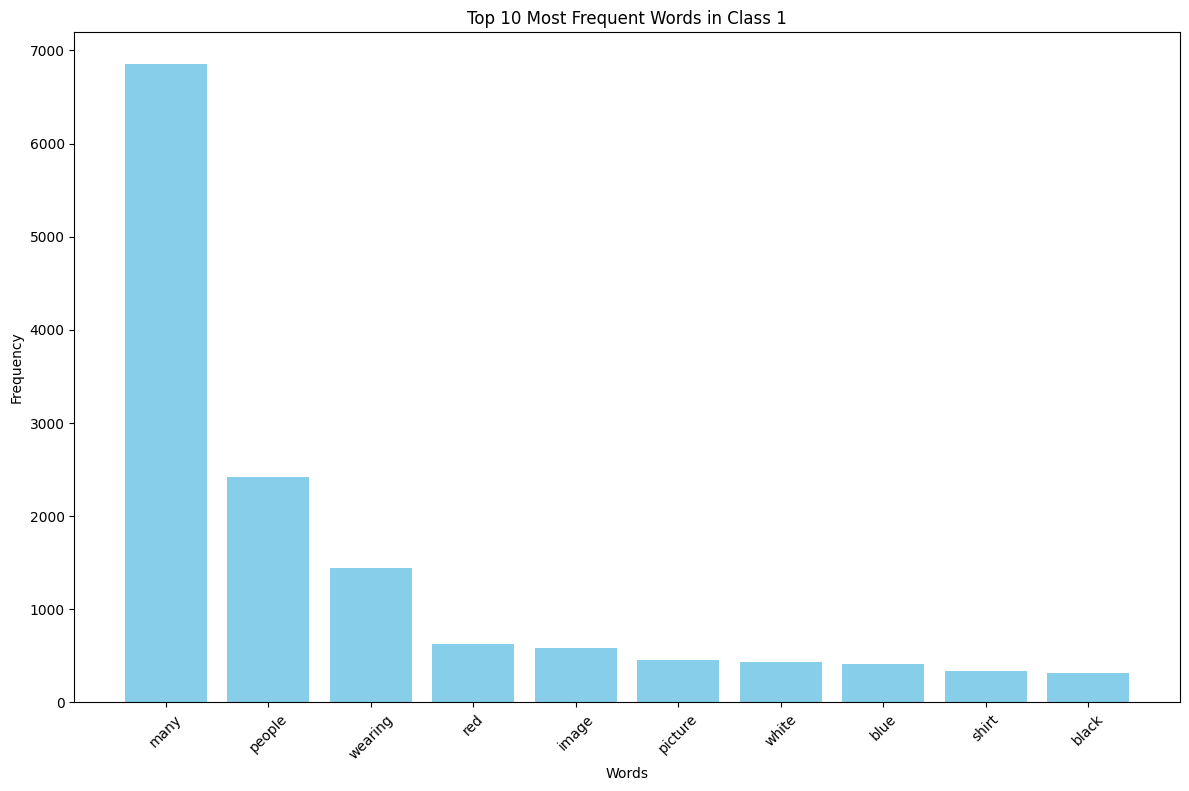 Top 10 Most Frequent Words in Class 1
7000
6000
5000
4000
3000
2000
1000
0
Frequency
many
people
wearing
red
image
picture
white
blue
shirt
black
Words